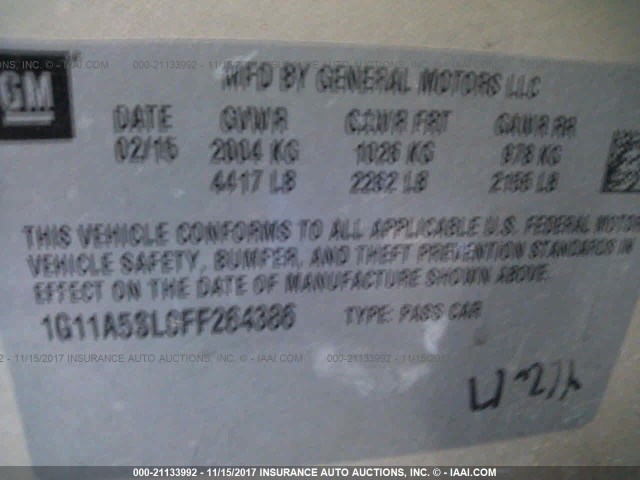 GM
MFD BY GENERAL MOTORS LLC
DATE GVWR GAWR FRT GAWR RR
02/15 2004 KG 1026 KG 978 KG
4417 LB 2262 LB 2155 LB
THIS VEHICLE CONFORMS TO ALL APPLICABLE U.S. FEDERAL MOTOR
VEHICLE SAFETY, BUMPER, AND THEFT PREVENTION STANDARDS IN
EFFECT ON THE DATE OF MANUFACTURE SHOWN ABOVE.
TYPE: PASS CAR
000-21133992 - 11/15/2017 INSURANCE AUTO AUCTIONS, INC. - © IAAI.COM